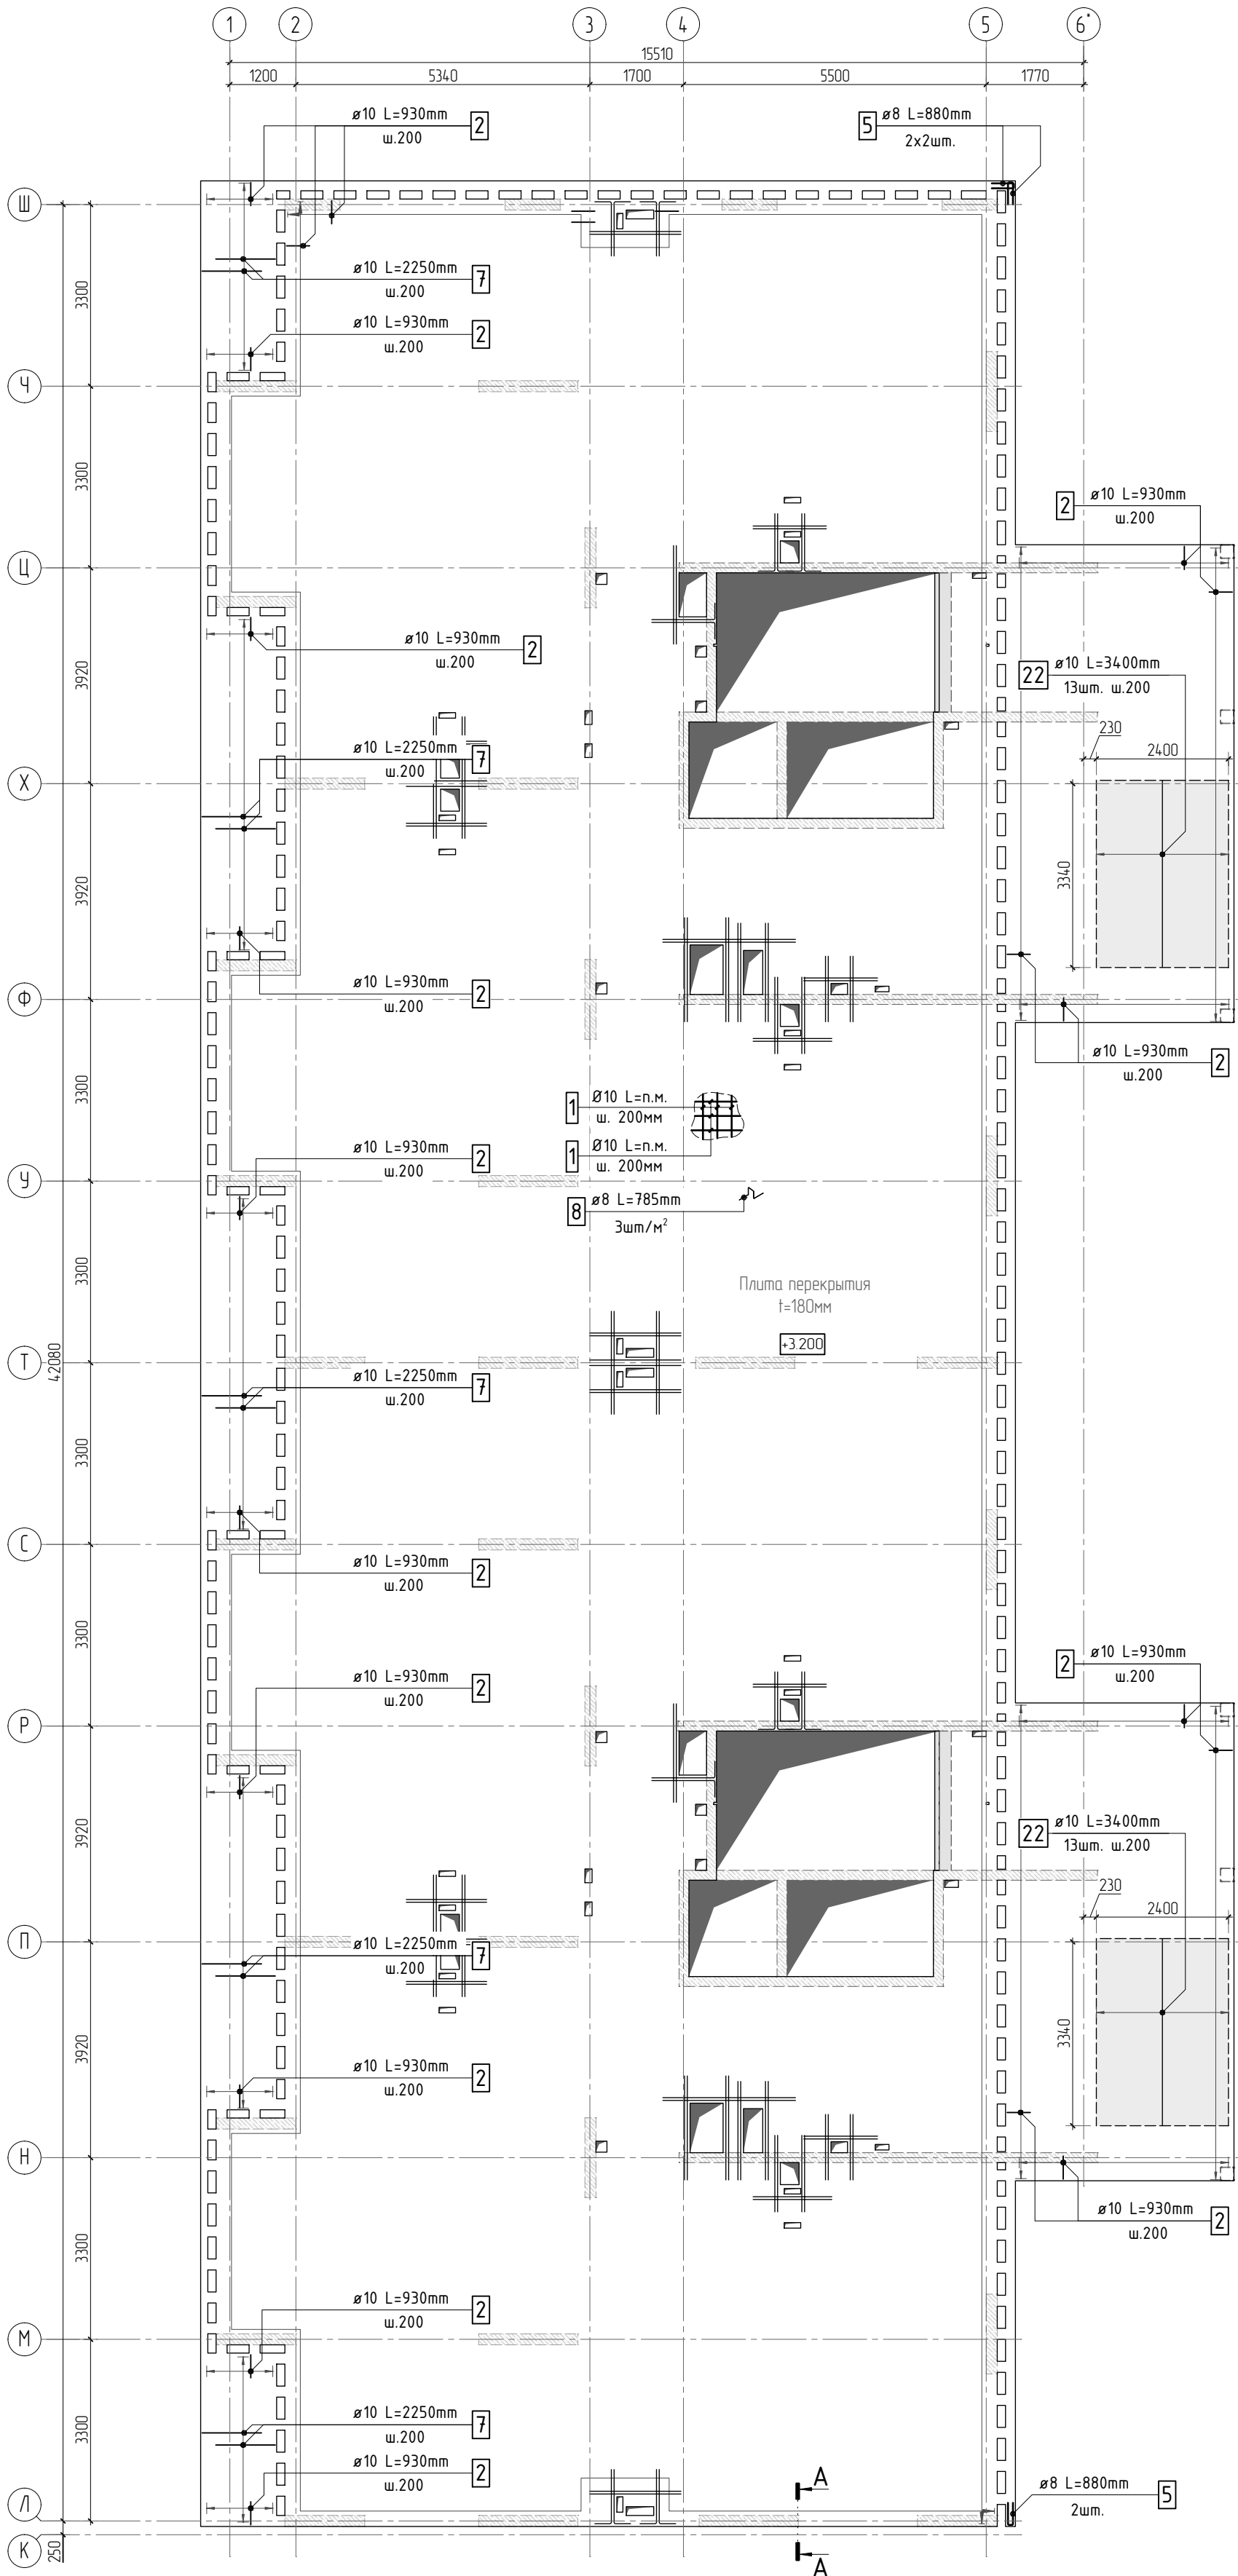 1 2 3 4 5 6*
15510
1200 5340 1700 5500 1770
ø10 L=930mm 2
ш.200
5 ø8 L=880mm
2х2шт.
Ш
ø10 L=2250mm 7
ш.200
3300
ø10 L=930mm 2
ш.200
Ч
3300
2 ø10 L=930mm
ш.200
Ц
ø10 L=930mm 2
ш.200
3920
22 ø10 L=3400mm
13шт. ш.200
230
2400
ø10 L=2250mm 7
ш.200
Х
3340
3920
ø10 L=930mm 2
ш.200
Ф
ø10 L=930mm 2
ш.200
3300
1 Ø10 L=п.м.
ш. 200мм
1 Ø10 L=п.м.
ш. 200мм
ø10 L=930mm 2
ш.200
У
8 ø8 L=785mm
3шт/м²
3300
Плита перекрытия
t=180мм
+3.200
Т
42080
ø10 L=2250mm 7
ш.200
3300
С
ø10 L=930mm 2
ш.200
3300
2 ø10 L=930mm
ш.200
ø10 L=930mm 2
ш.200
Р
3920
22 ø10 L=3400mm
13шт. ш.200
230
2400
П
ø10 L=2250mm 7
ш.200
3340
3920
ø10 L=930mm 2
ш.200
Н
ø10 L=930mm 2
ш.200
3300
ø10 L=930mm 2
ш.200
М
3300
ø10 L=2250mm 7
ш.200
ø10 L=930mm 2
ш.200
А
ø8 L=880mm 5
2шт.
Л
К
250
А